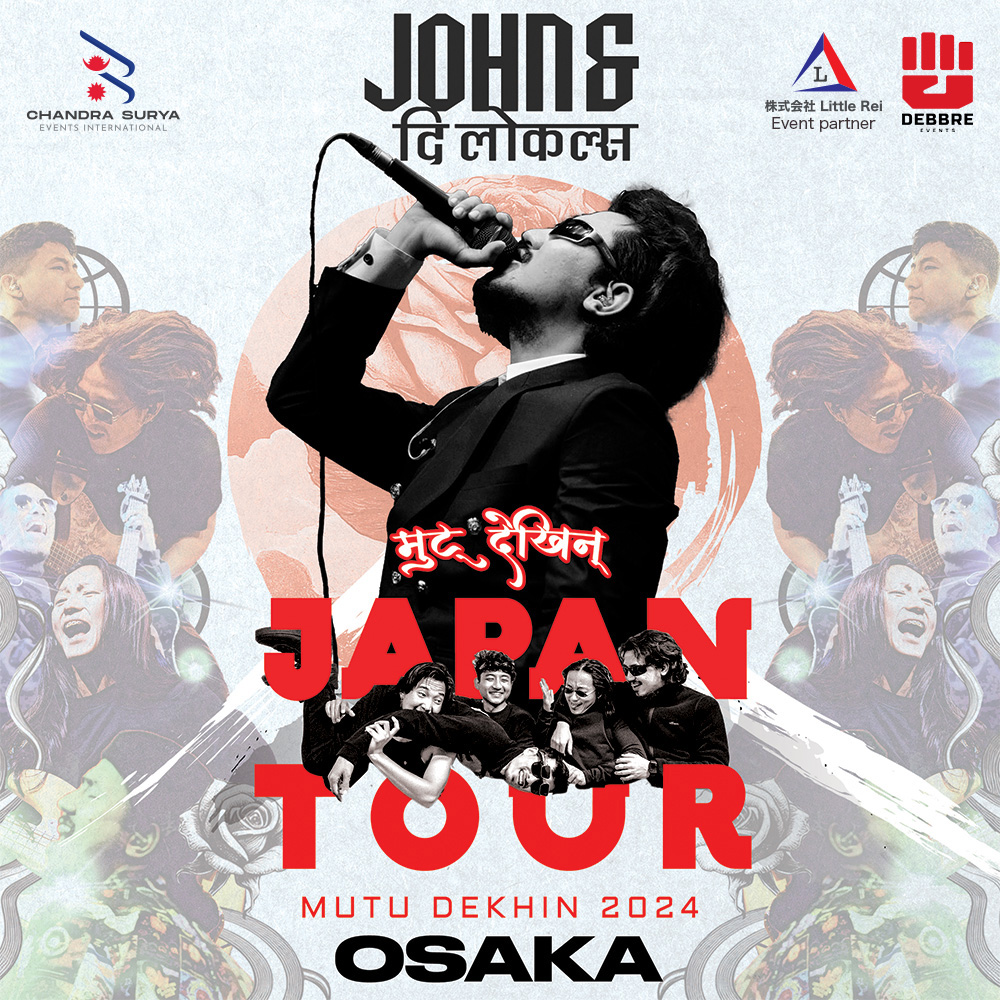 JOHN &
दि लोकल्स
CHANDRA SURYA
EVENTS INTERNATIONAL
L
株式会社 Little Rei
Event partner
DEBBRE
EVENTS
मुटु देखिन्
JAPAN
TOUR
MUTU DEKHIN 2024
OSAKA